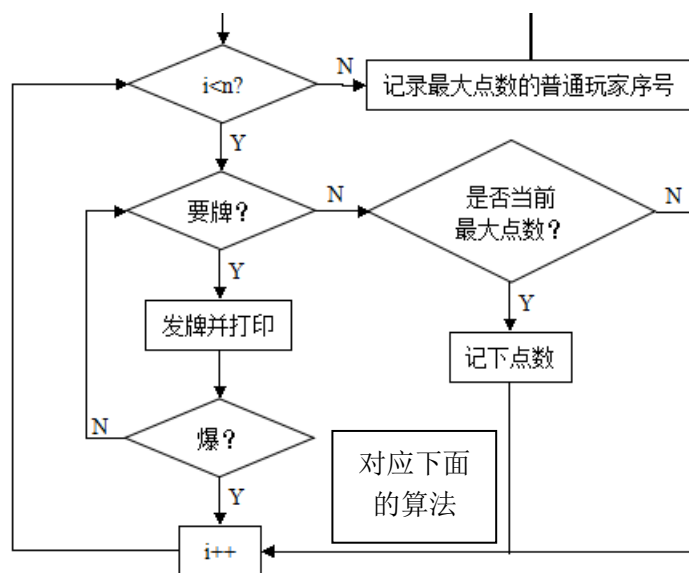 i<n?
N
记录最大点数的普通玩家序号
Y
要牌？
N
是否当前
最大点数？
N
Y
Y
发牌并打印
记下点数
N
爆？
对应下面
的算法
Y
i++